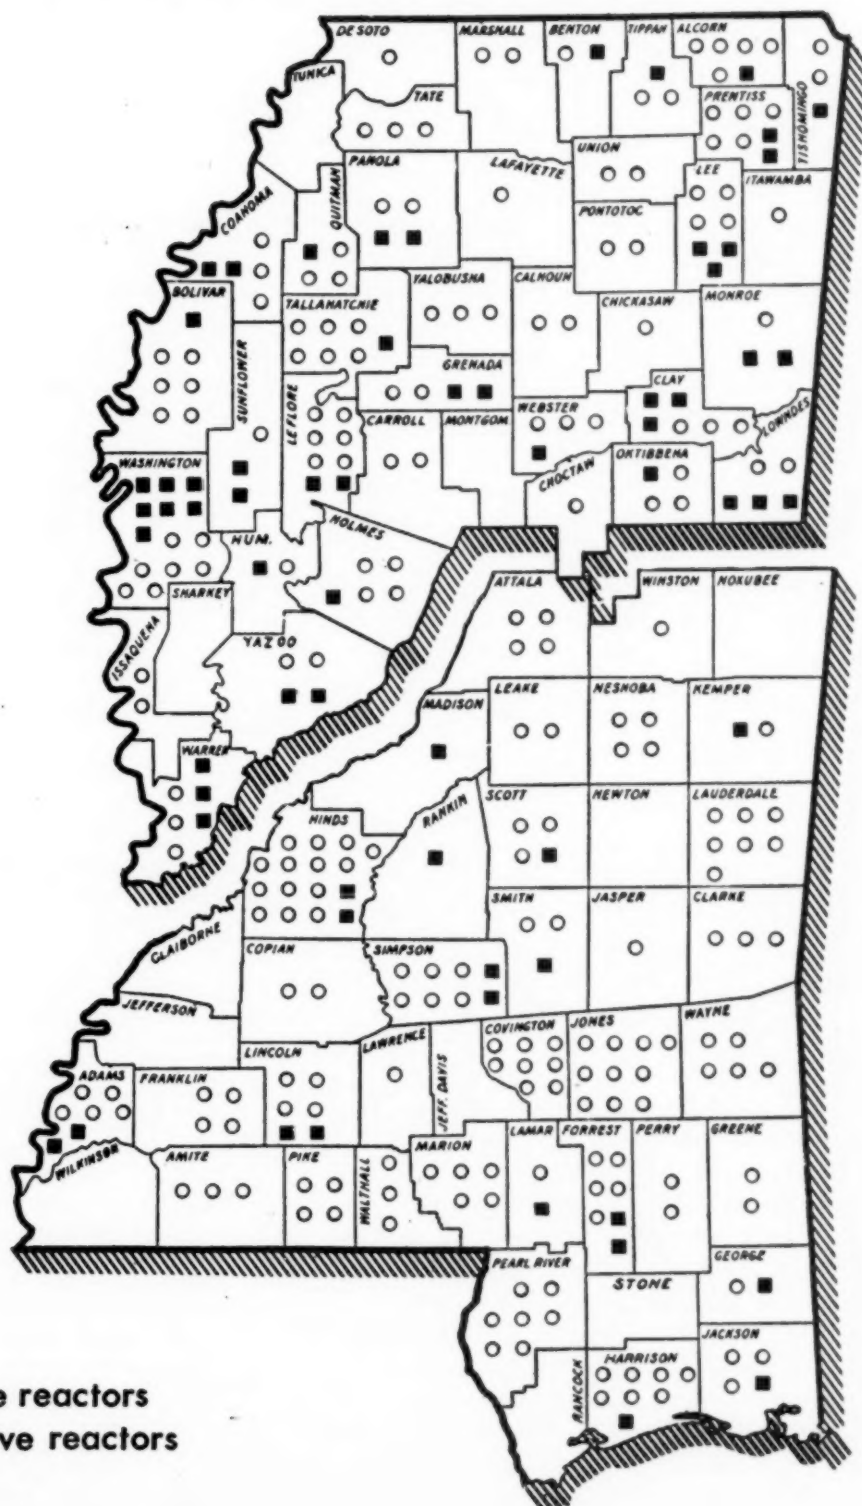 DE SOTO
MARSHALL
BENTON
TIPPAH
ALCORN
TISHOMINGO
TUNICA
TATE
PRENTISS
UNION
PANOLA
LAFAYETTE
LEE
ITAWAMBA
QUITMAN
COAHOMA
PONTOTOC
BOLIVAR
TALLAHATCHIE
YALOBUSHA
CALHOUN
CHICKASAW
MONROE
SUNFLOWER
GRENADA
CLAY
LEFLORE
CARROLL
MONTGOM
WEBSTER
LOWNDES
WASHINGTON
CHOCTAW
OKTIBBEHA
HUM.
HOLMES
SHARKEY
ATTALA
WINSTON
NOXUBEE
ISSAQUENA
YAZOO
MADISON
LEAKE
NESHOBA
KEMPER
WARREN
HINDS
RANKIN
SCOTT
NEWTON
LAUDERDALE
CLAIBORNE
COPIAH
SIMPSON
SMITH
JASPER
CLARKE
JEFFERSON
LINCOLN
LAWRENCE
JEFF. DAVIS
COVINGTON
JONES
WAYNE
ADAMS
FRANKLIN
WILKINSON
AMITE
PIKE
WALTHALL
MARION
LAMAR
FORREST
PERRY
GREENE
PEARL RIVER
STONE
GEORGE
HANCOCK
HARRISON
JACKSON
reactors
reactors